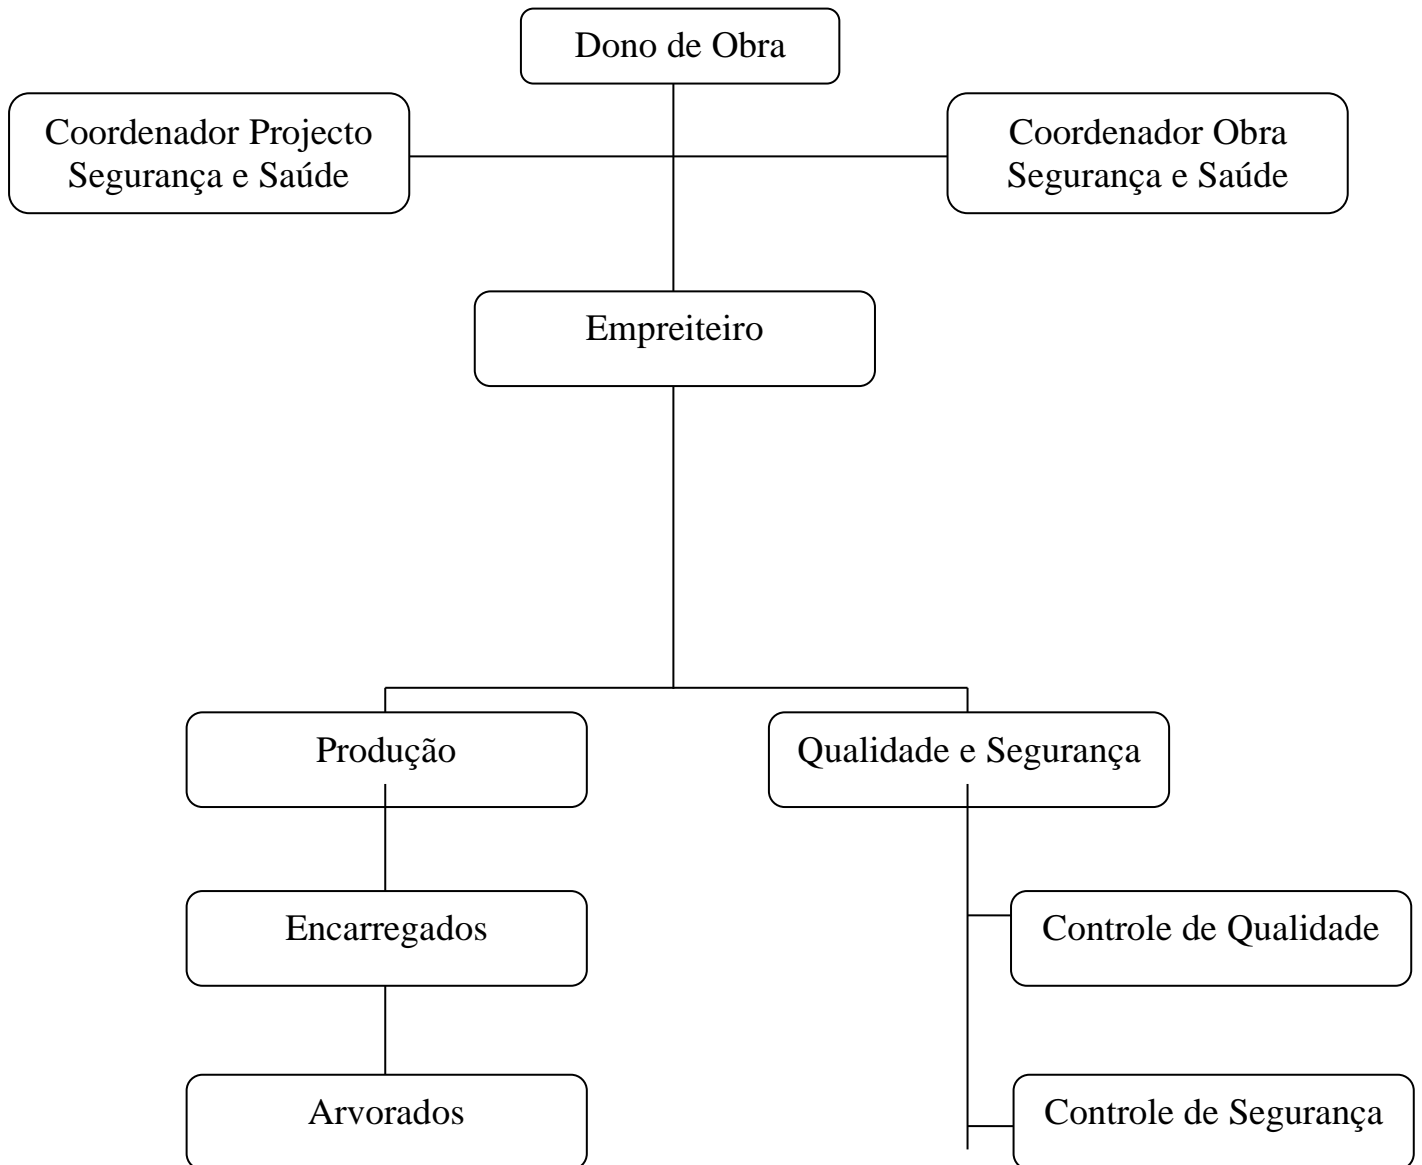 Dono de Obra
Coordenador Projecto
Segurança e Saúde
Coordenador Obra
Segurança e Saúde
Empreiteiro
Produção
Qualidade e Segurança
Encarregados
Controle de Qualidade
Arvorados
Controle de Segurança